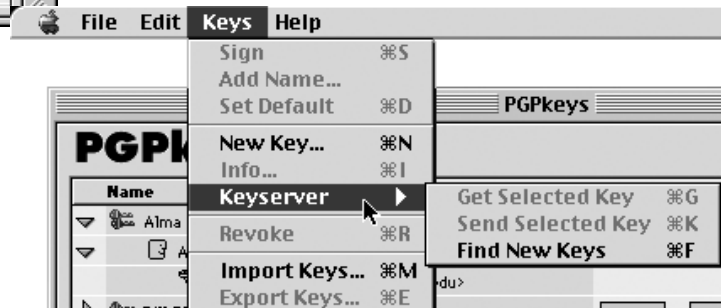 File Edit Keys Help
Sign ⌘S
Add Name...
Set Default ⌘D
PGPkeys
New Key... ⌘N
PGPk
Info... ⌘I
Name
Keyserver
Get Selected Key ⌘G
Alma
Send Selected Key ⌘K
Revoke ⌘R
A
Find New Keys ⌘F
Import Keys... ⌘M
du>
Export Keys... ⌘E